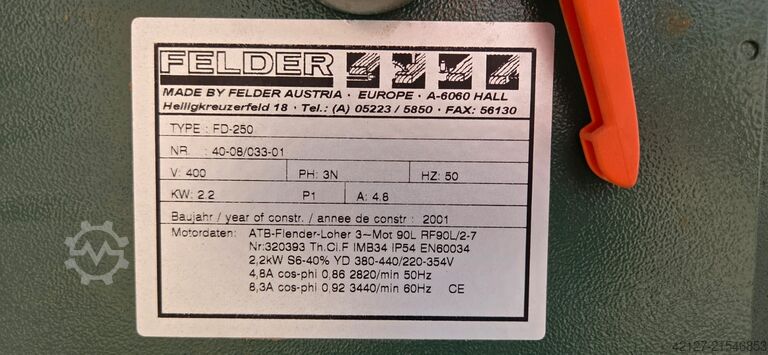 FELDER
MADE BY FELDER AUSTRIA · EUROPE · A-6060 HALL
Heiligkreuzerfeld 18 · Tel.: (A) 05223 / 5850 · FAX: 56130
TYPE : FD-250
NR. : 40-08/033-01
V: 400 PH: 3N HZ: 50
KW: 2.2 P1 A: 4.8
Baujahr / year of constr. / annee de constr : 2001
Motordaten: ATB-Flender-Loher 3~Mot 90L RF90L/2-7
Nr:320393 Th.Cl.F IMB34 IP54 EN60034
2,2kW S6-40% YD 380-440/220-354V
4,8A cos-phi 0,86 2820/min 50Hz
8,3A cos-phi 0,92 3440/min 60Hz CE
42127-21546853